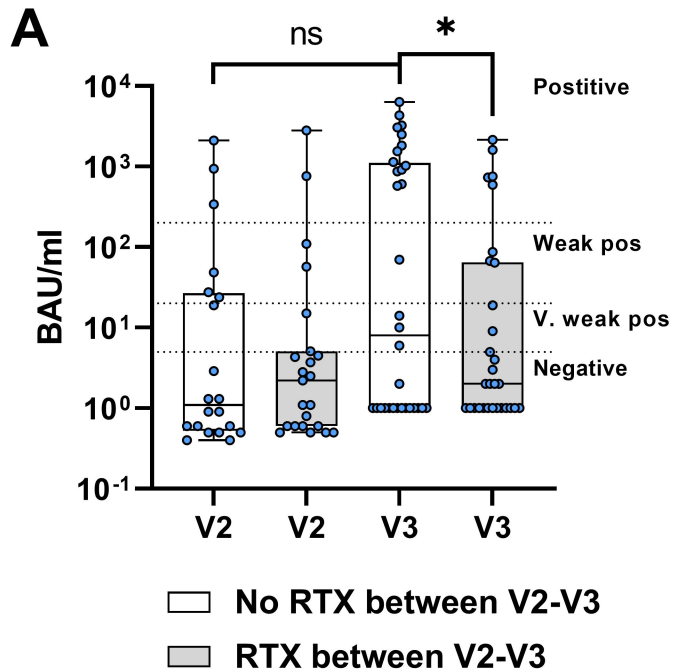 A
ns
*
10⁴
Postitive
10³
Weak pos
10²
V. weak pos
10¹
Negative
10⁰
10⁻¹
BAU/ml
V2 V2 V3 V3
No RTX between V2-V3
RTX between V2-V3